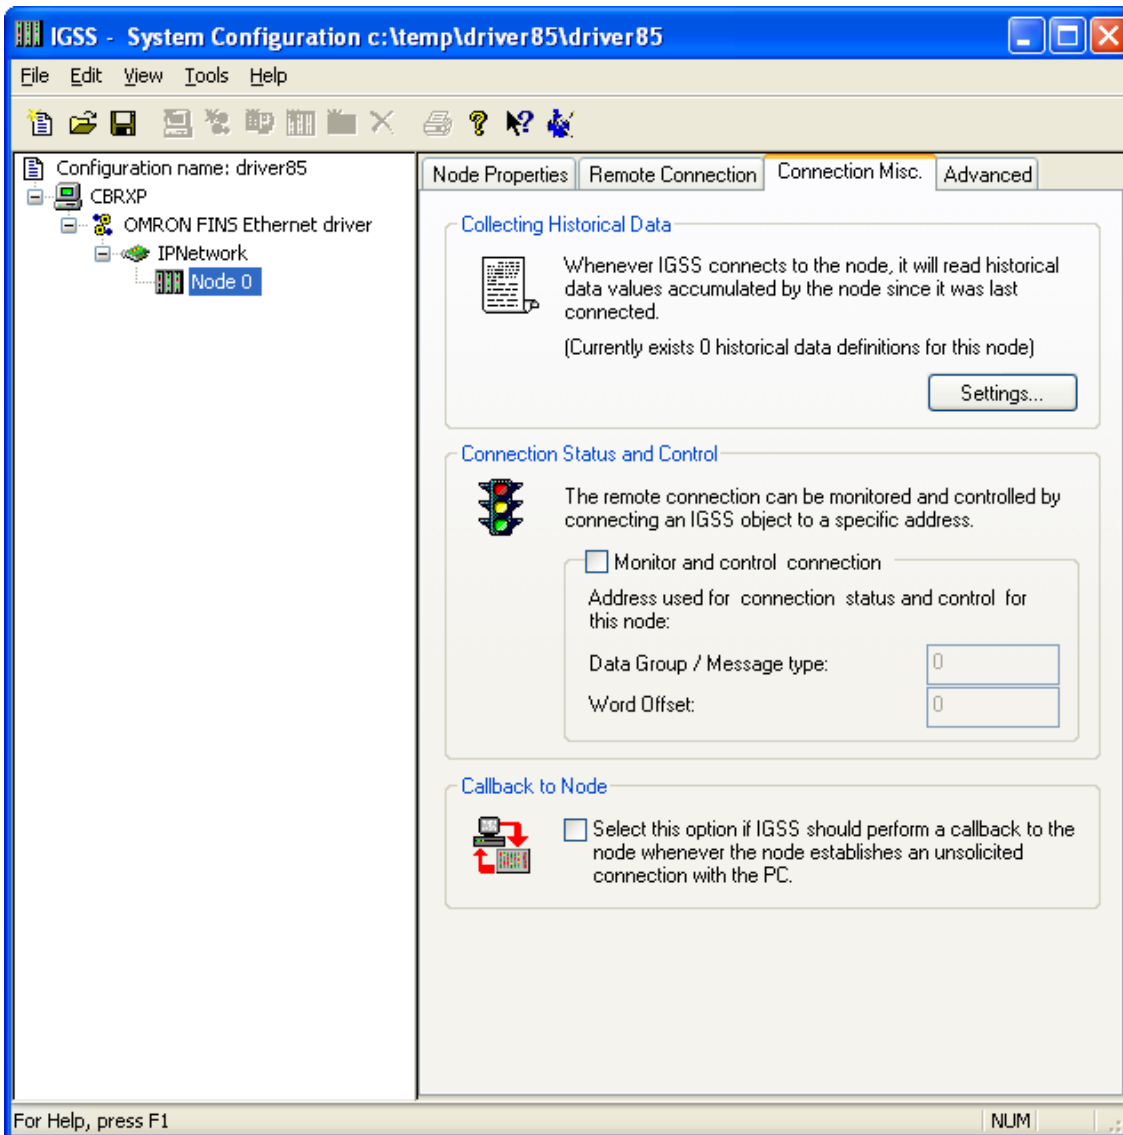 IGSS - System Configuration c:\temp\driver85\driver85
File Edit View Tools Help
Configuration name: driver85
CBRXP
OMRON FINS Ethernet driver
IPNetwork
Node 0
Node Properties Remote Connection Connection Misc. Advanced
Collecting Historical Data
Whenever IGSS connects to the node, it will read historical
data values accumulated by the node since it was last
connected.
(Currently exists 0 historical data definitions for this node)
Settings...
Connection Status and Control
The remote connection can be monitored and controlled by
connecting an IGSS object to a specific address.
Monitor and control connection
Address used for connection status and control for
this node:
Data Group / Message type: 0
Word Offset: 0
Callback to Node
Select this option if IGSS should perform a callback to the
node whenever the node establishes an unsolicited
connection with the PC.
For Help, press F1 NUM